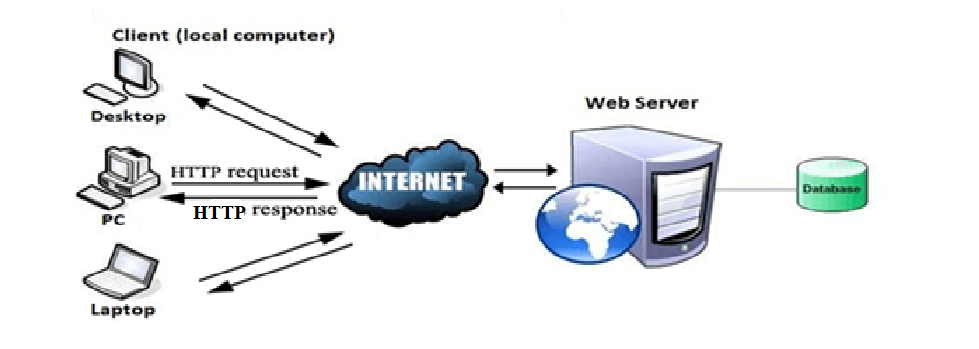 Client (local computer)
Desktop
HTTP request
HTTP response
PC
Laptop
INTERNET
Web Server
Database